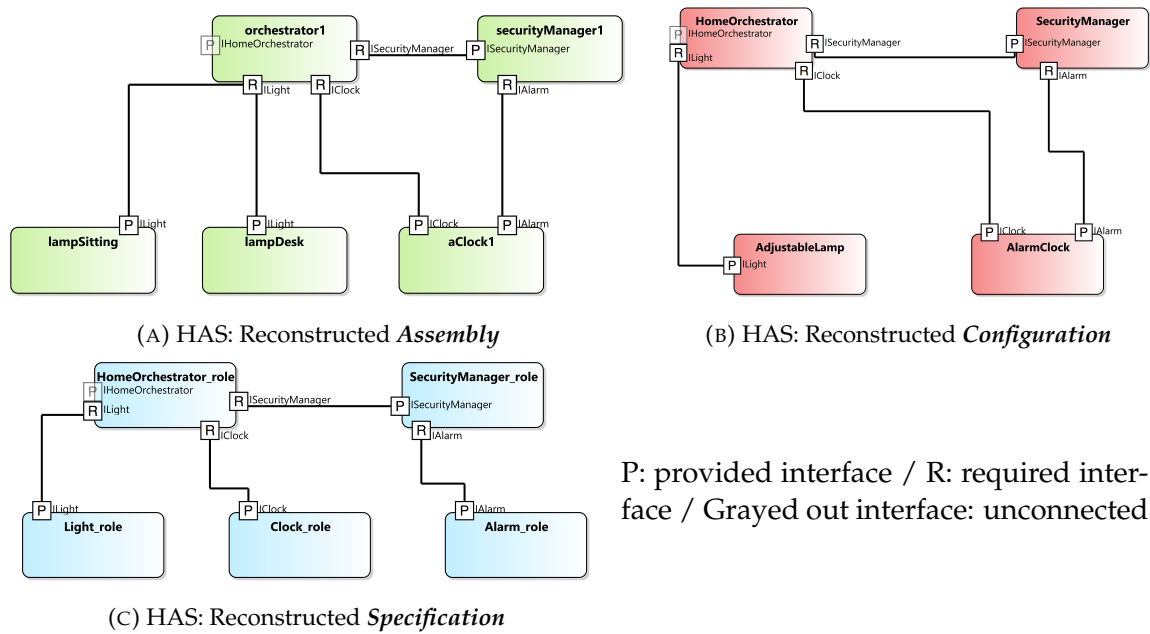 orchestrator1
P IHomeOrchestrator
R ISecurityManager
R ILight
R IClock
securityManager1
P ISecurityManager
R IAlarm
P ILight
lampSitting
P ILight
lampDesk
P IClock
P IAlarm
aClock1
(A) HAS: Reconstructed Assembly
HomeOrchestrator
P IHomeOrchestrator
R ILight
R ISecurityManager
R IClock
SecurityManager
P ISecurityManager
R IAlarm
AdjustableLamp
P ILight
P IClock
P IAlarm
AlarmClock
(B) HAS: Reconstructed Configuration
HomeOrchestrator_role
P IHomeOrchestrator
R ILight
R ISecurityManager
R IClock
SecurityManager_role
P ISecurityManager
R IAlarm
P ILight
Light_role
P IClock
Clock_role
P IAlarm
Alarm_role
(C) HAS: Reconstructed Specification
P: provided interface / R: required inter-
face / Grayed out interface: unconnected